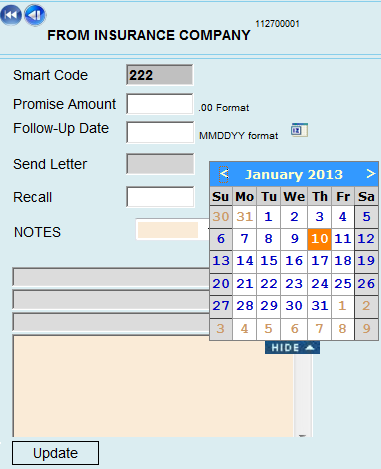 112700001
FROM INSURANCE COMPANY
Smart Code 222
Promise Amount .00 Format
Follow-Up Date MMDDYY format
Send Letter
Recall
NOTES
< January 2013 >
Su Mo Tu We Th Fr Sa
30 31 1 2 3 4 5
6 7 8 9 10 11 12
13 14 15 16 17 18 19
20 21 22 23 24 25 26
27 28 29 30 31 1 2
3 4 5 6 7 8 9
HIDE
Update